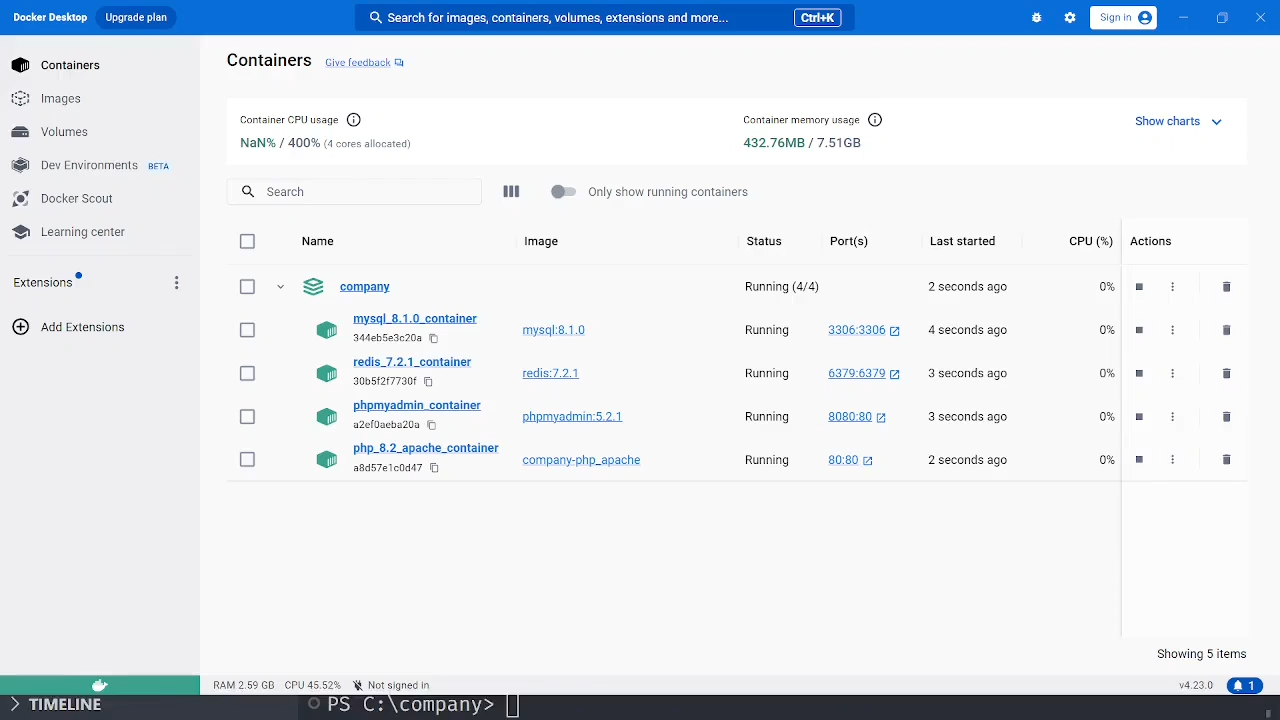 Docker Desktop Upgrade plan Search for images, containers, volumes, extensions and more... Ctrl+K Sign in
Containers
Images
Volumes
Dev Environments BETA
Docker Scout
Learning center
Extensions
Add Extensions
Containers Give feedback
Container CPU usage
NaN% / 400% (4 cores allocated)
Container memory usage
432.76MB / 7.51GB
Show charts
Search
Only show running containers
Name Image Status Port(s) Last started CPU (%) Actions
company Running (4/4) 2 seconds ago 0%
mysql_8.1.0_container
344eb5e3c20a
mysql:8.1.0 Running 3306:3306 4 seconds ago 0%
redis_7.2.1_container
30b5f2f7730f
redis:7.2.1 Running 6379:6379 3 seconds ago 0%
phpmyadmin_container
a2ef0aeba20a
phpmyadmin:5.2.1 Running 8080:80 3 seconds ago 0%
php_8.2_apache_container
a8d57e1c0d47
company-php_apache Running 80:80 2 seconds ago 0%
Showing 5 items
RAM 2.59 GB CPU 45.52% Not signed in v4.23.0 1
TIMELINE PS C:\company>